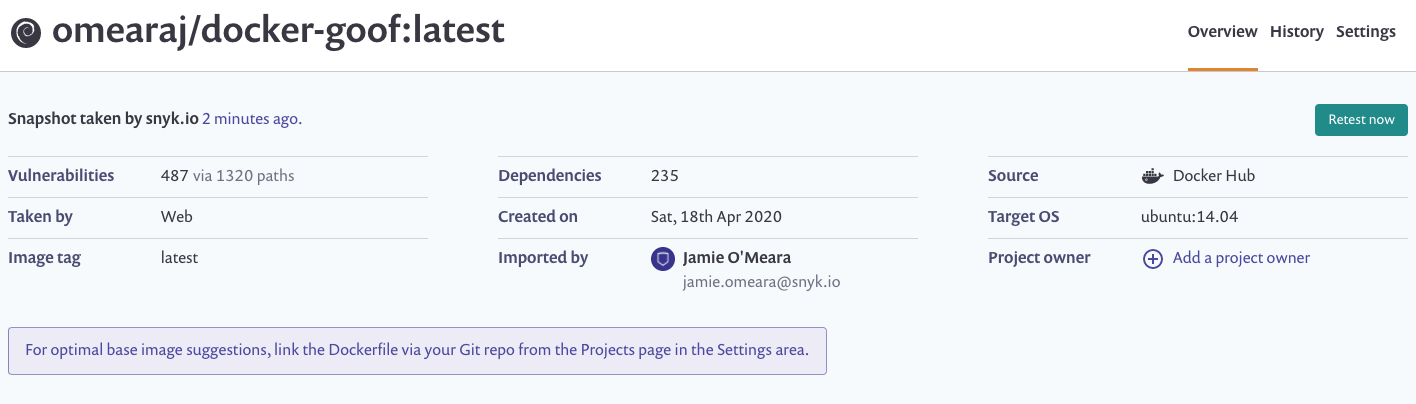 omearaj/docker-goof:latest
Overview History Settings
Snapshot taken by snyk.io 2 minutes ago.
Retest now
Vulnerabilities 487 via 1320 paths
Dependencies 235
Source Docker Hub
Taken by Web
Created on Sat, 18th Apr 2020
Target OS ubuntu:14.04
Image tag latest
Imported by Jamie O'Meara
jamie.omeara@snyk.io
Project owner Add a project owner
For optimal base image suggestions, link the Dockerfile via your Git repo from the Projects page in the Settings area.